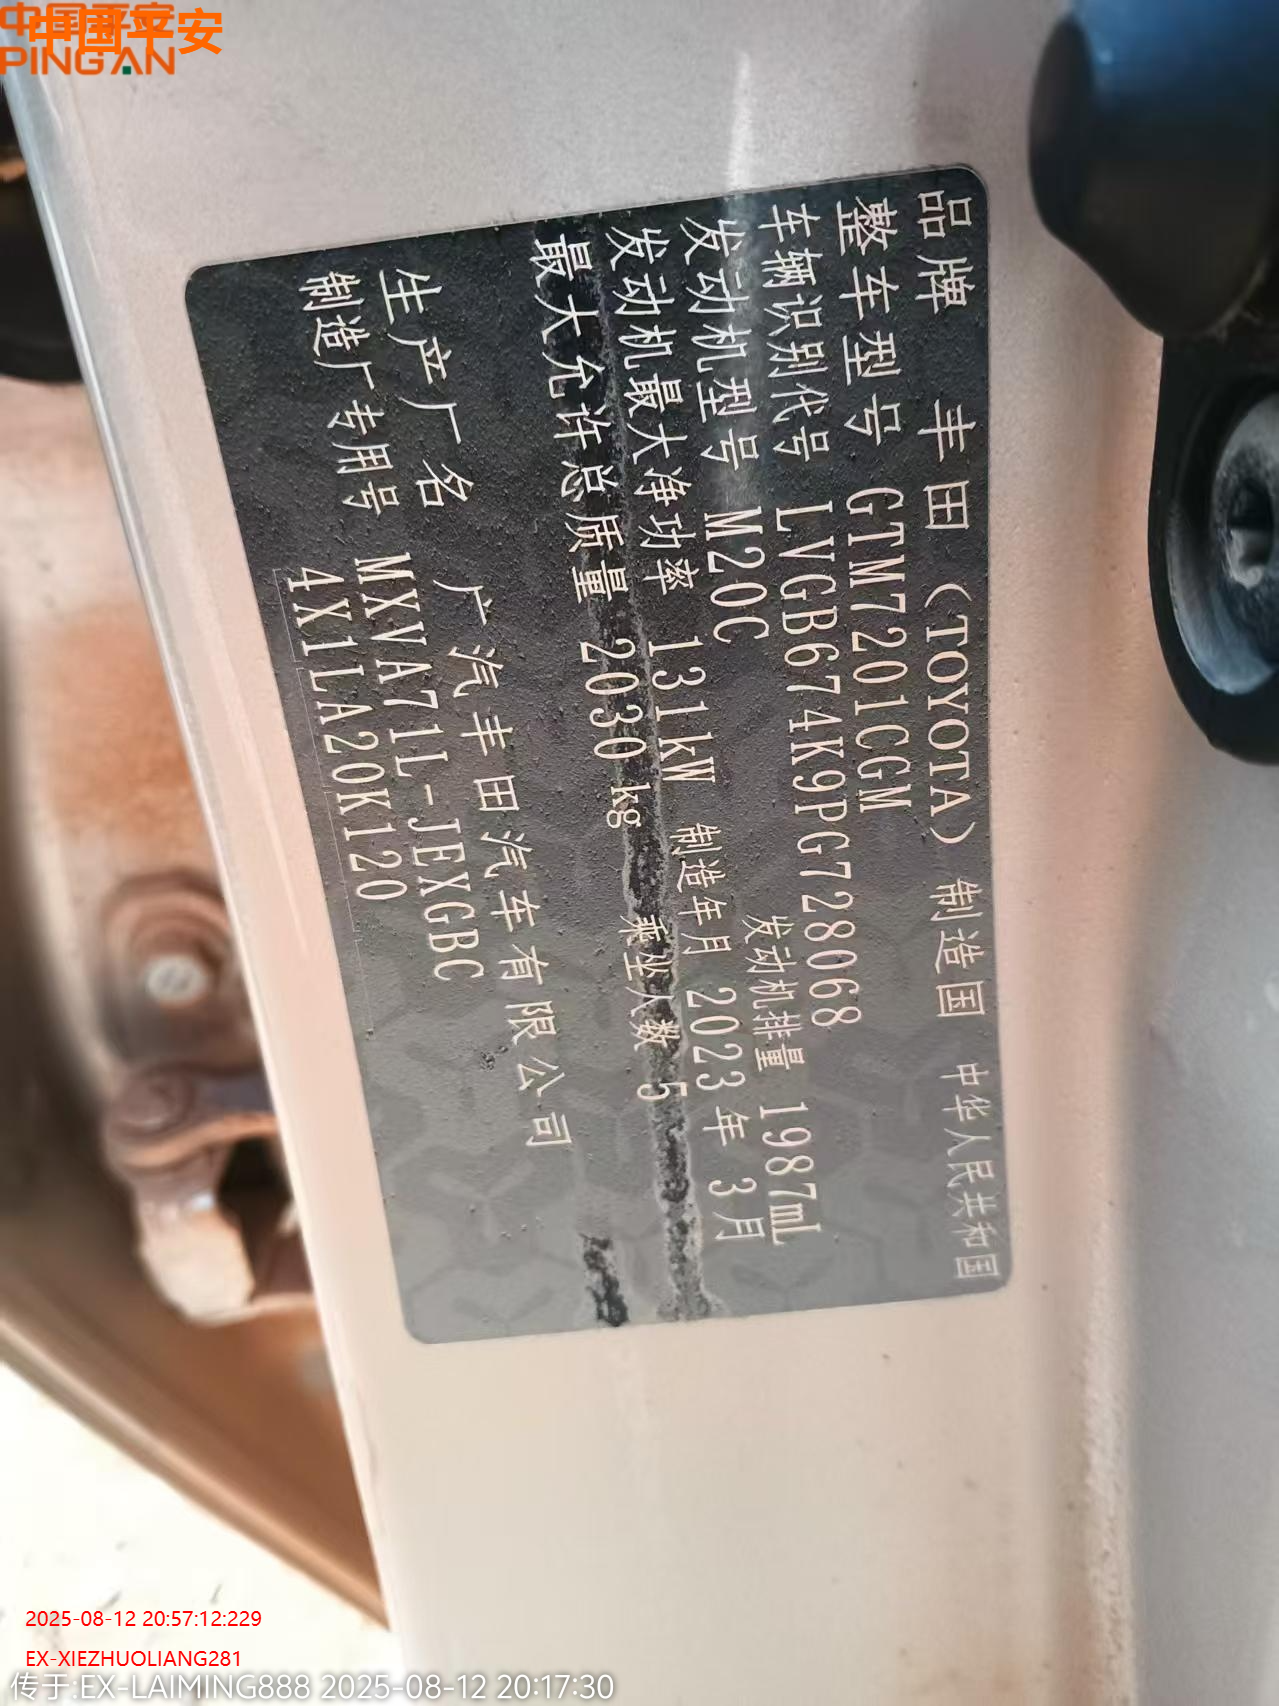 中国平安
PING AN
中国平安
品牌 丰田（TOYOTA） 制造国 中华人民共和国
整车型号 GTM7201CGM
车辆识别代号 LVGB674K9PG728068
发动机型号 M20C 发动机排量 1987mL
发动机最大净功率 131kW 制造年月 2023年3月
最大允许总质量 2030 kg 乘坐人数 5
生产厂名 广汽丰田汽车有限公司
制造厂专用号 MXVA71L-JEXGBC
4X1LA20K120
2025-08-12 20:57:12:229
EX-XIEZHUOLIANG281
传于:EX-LAIMING888 2025-08-12 20:17:30